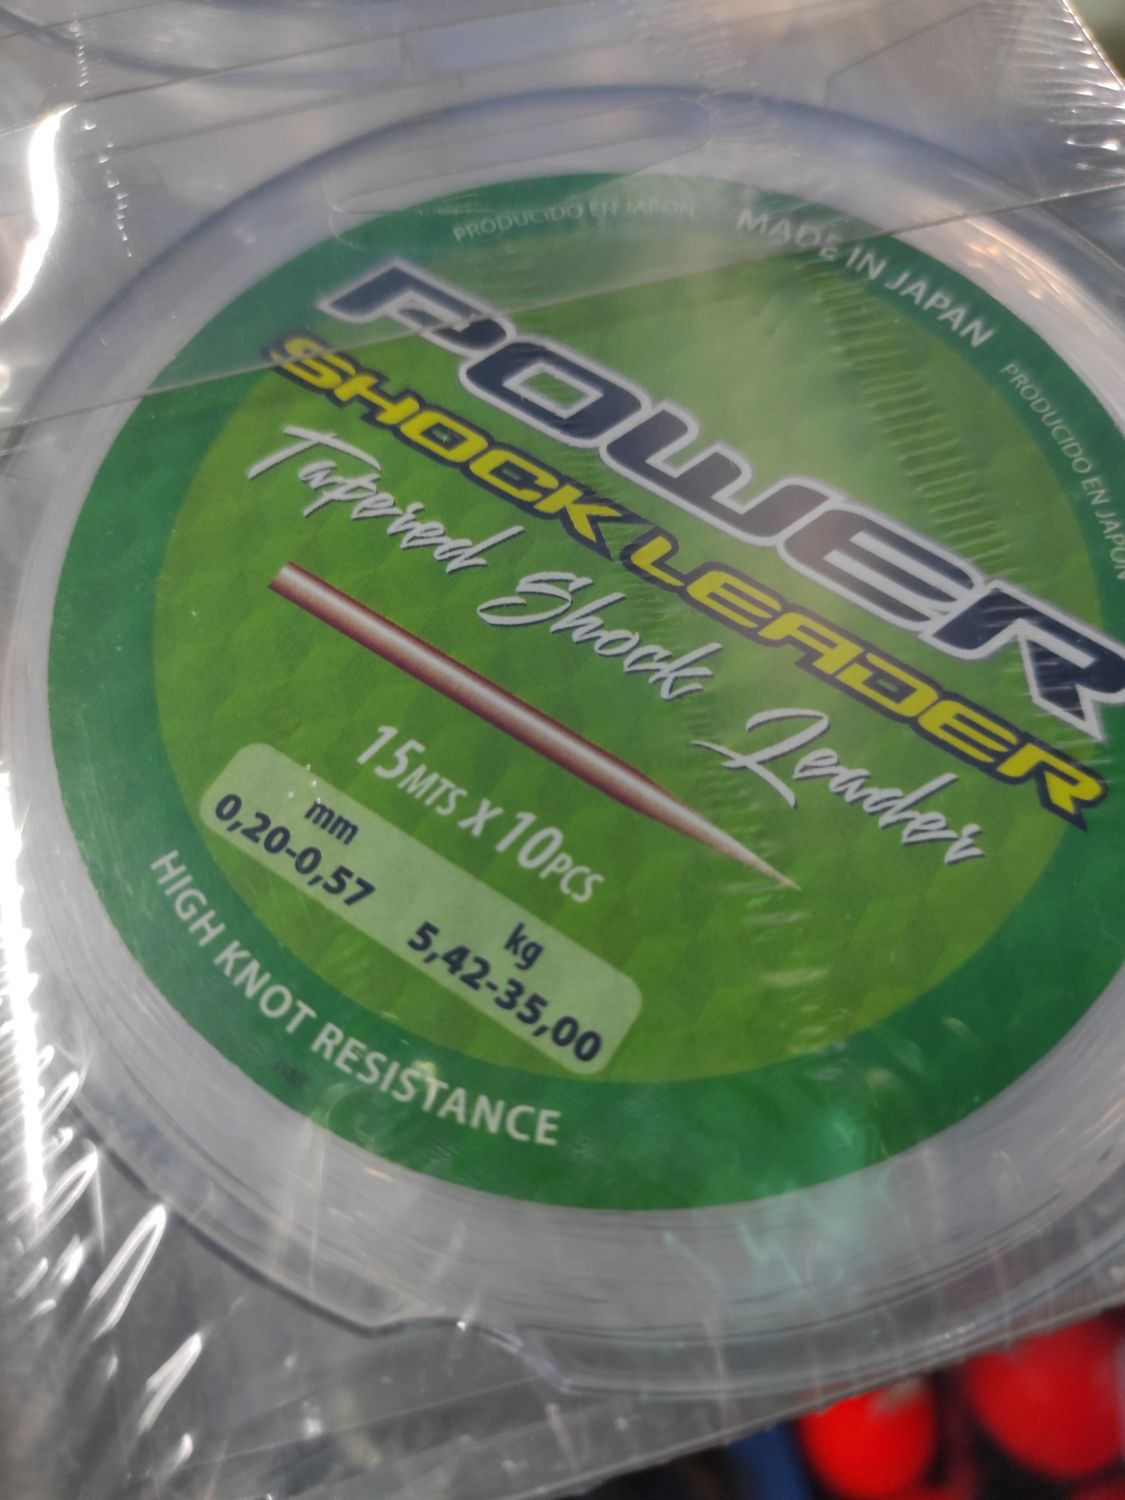 PRODUCIDO EN JAPON
MADE IN JAPAN
PRODUCIDO EN JAPON
POWER
SHOCK LEADER
Tapered Shock Leader
15MTS X 10PCS
mm kg
0,20-0,57 5,42-35,00
HIGH KNOT RESISTANCE